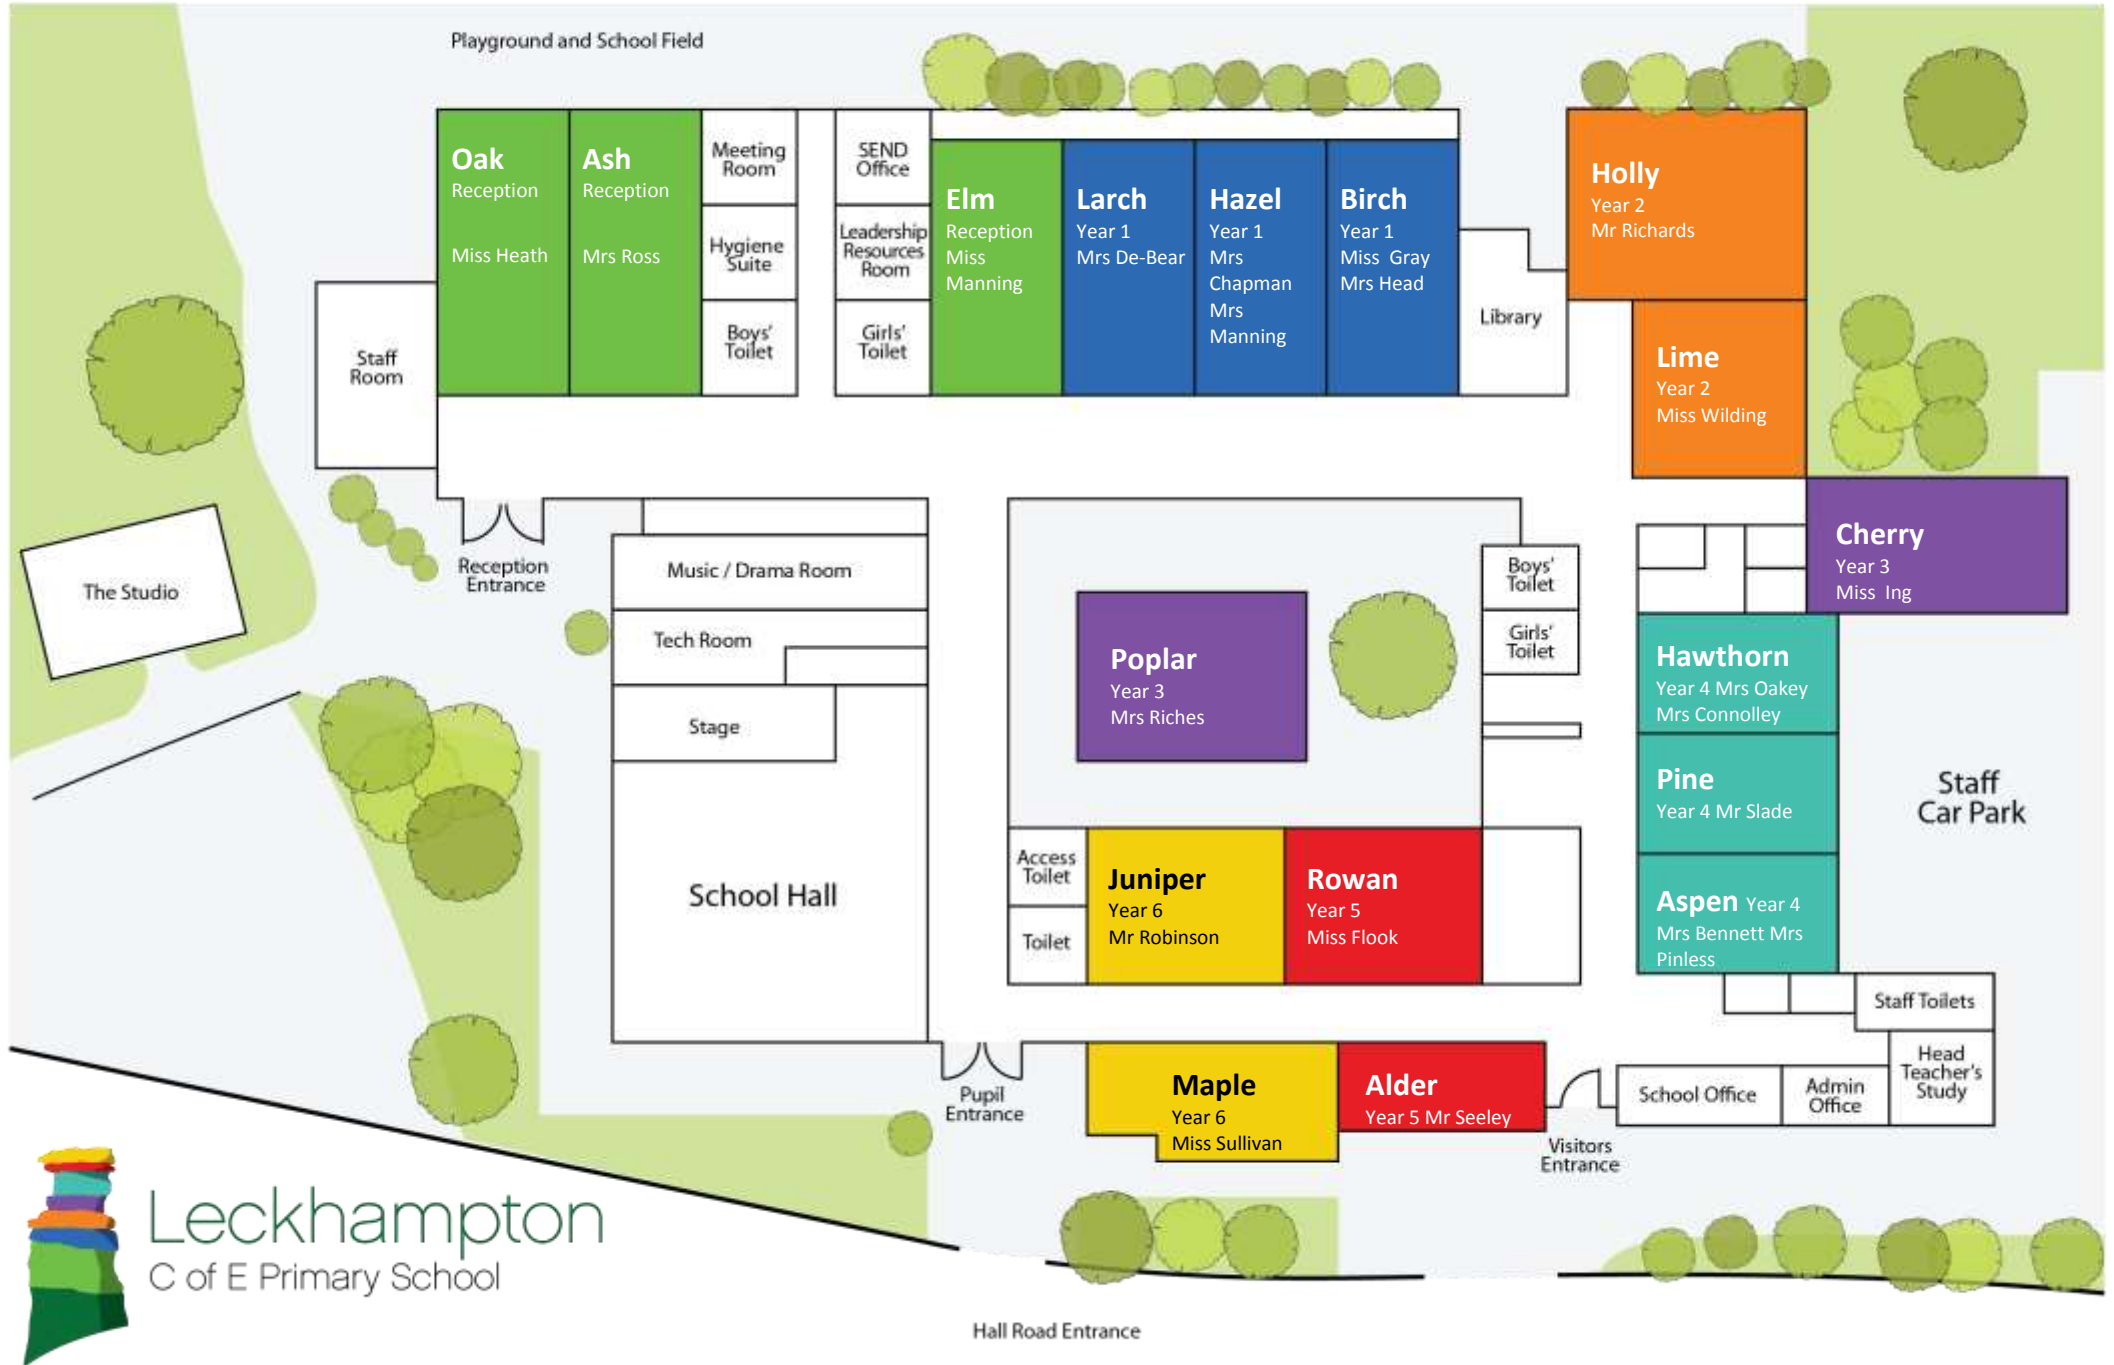 Playground and School Field
Oak
Reception
Miss Heath
Ash
Reception
Mrs Ross
Meeting
Room
Hygiene
Suite
Boys'
Toilet
SEND
Office
Leadership
Resources
Room
Girls'
Toilet
Elm
Reception
Miss
Manning
Larch
Year 1
Mrs De-Bear
Hazel
Year 1
Mrs
Chapman
Mrs
Manning
Birch
Year 1
Miss Gray
Mrs Head
Library
Holly
Year 2
Mr Richards
Lime
Year 2
Miss Wilding
Staff
Room
Reception
Entrance
The Studio
Music / Drama Room
Tech Room
Stage
School Hall
Poplar
Year 3
Mrs Riches
Boys'
Toilet
Girls'
Toilet
Cherry
Year 3
Miss Ing
Hawthorn
Year 4 Mrs Oakey
Mrs Connolley
Pine
Year 4 Mr Slade
Aspen Year 4
Mrs Bennett Mrs
Pinless
Staff
Car Park
Access
Toilet
Toilet
Juniper
Year 6
Mr Robinson
Rowan
Year 5
Miss Flook
Staff Toilets
Head
Teacher's
Study
School Office
Admin
Office
Pupil
Entrance
Maple
Year 6
Miss Sullivan
Alder
Year 5 Mr Seeley
Visitors
Entrance
Leckhampton
C of E Primary School
Hall Road Entrance